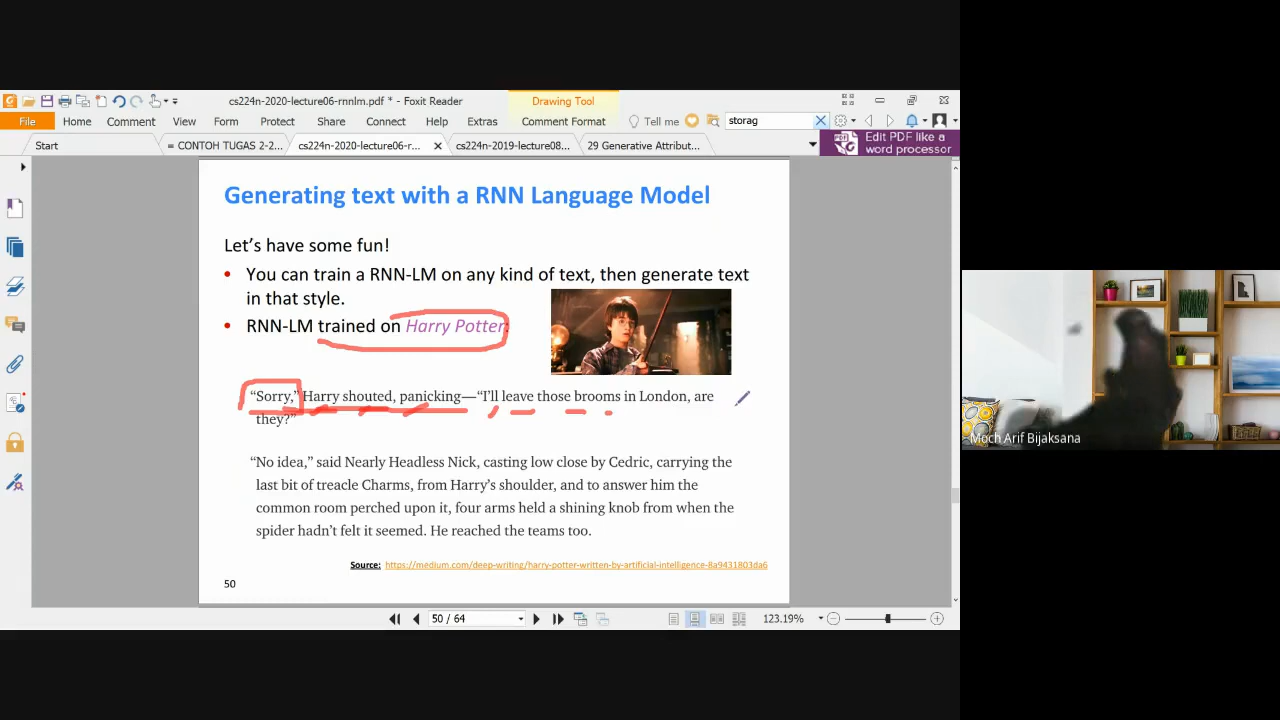 cs224n-2020-lecture06-rnnlm.pdf * - Foxit Reader
Drawing Tool
File Home Comment View Form Protect Share Connect Help Extras Comment Format Tell me storag
Start = CONTOH TUGAS 2-2... cs224n-2020-lecture06-r... cs224n-2019-lecture08... 29 Generative Attribut...
Edit PDF like a
word processor
Generating text with a RNN Language Model
Let's have some fun!
• You can train a RNN-LM on any kind of text, then generate text
in that style.
• RNN-LM trained on Harry Potter:
“Sorry,” Harry shouted, panicking—“I’ll leave those brooms in London, are
they?”
“No idea,” said Nearly Headless Nick, casting low close by Cedric, carrying the
last bit of treacle Charms, from Harry’s shoulder, and to answer him the
common room perched upon it, four arms held a shining knob from when the
spider hadn’t felt it seemed. He reached the teams too.
Source: https://medium.com/deep-writing/harry-potter-written-by-artificial-intelligence-8a9431803da6
50
50 / 64
123.19%
Moch Arif Bijaksana